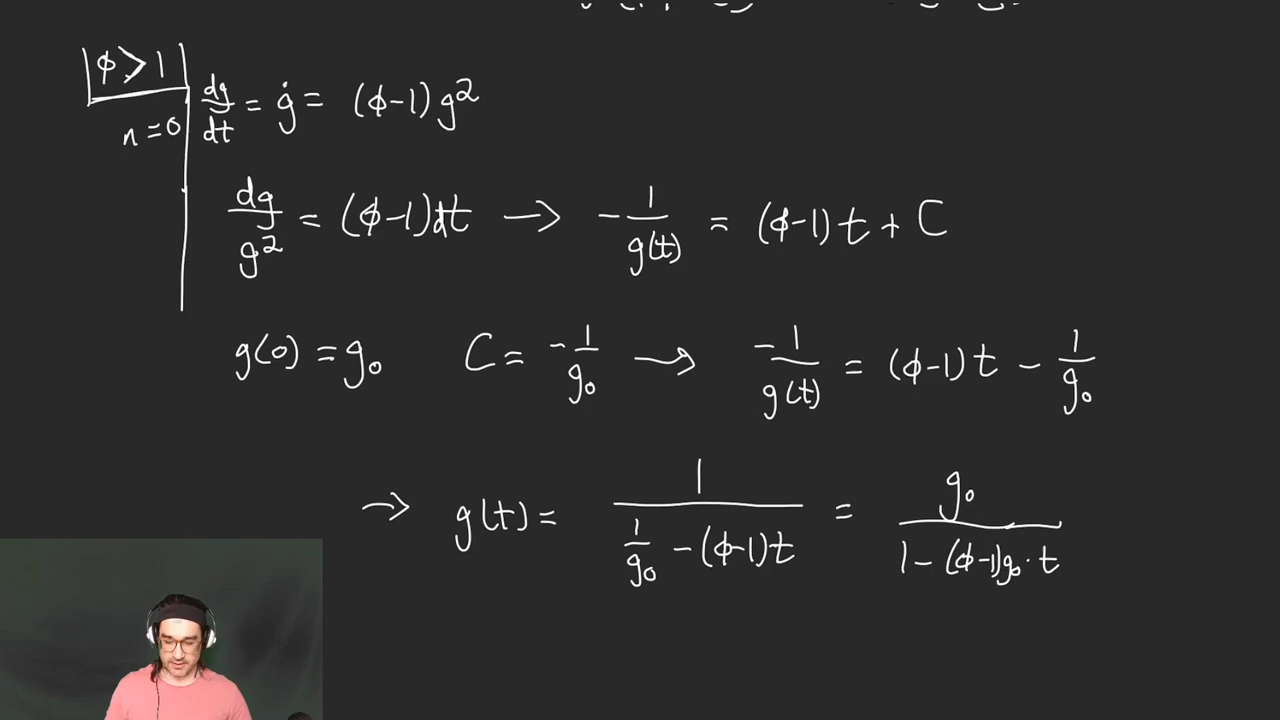 ϕ>1
n=0
dg/dt = ġ = (ϕ-1)g²
dg/g² = (ϕ-1)dt → -1/g(t) = (ϕ-1)t + C
g(0) = g₀ C = -1/g₀ → -1/g(t) = (ϕ-1)t - 1/g₀
→ g(t) = 1/(1/g₀ - (ϕ-1)t) = g₀/(1 - (ϕ-1)g₀·t)